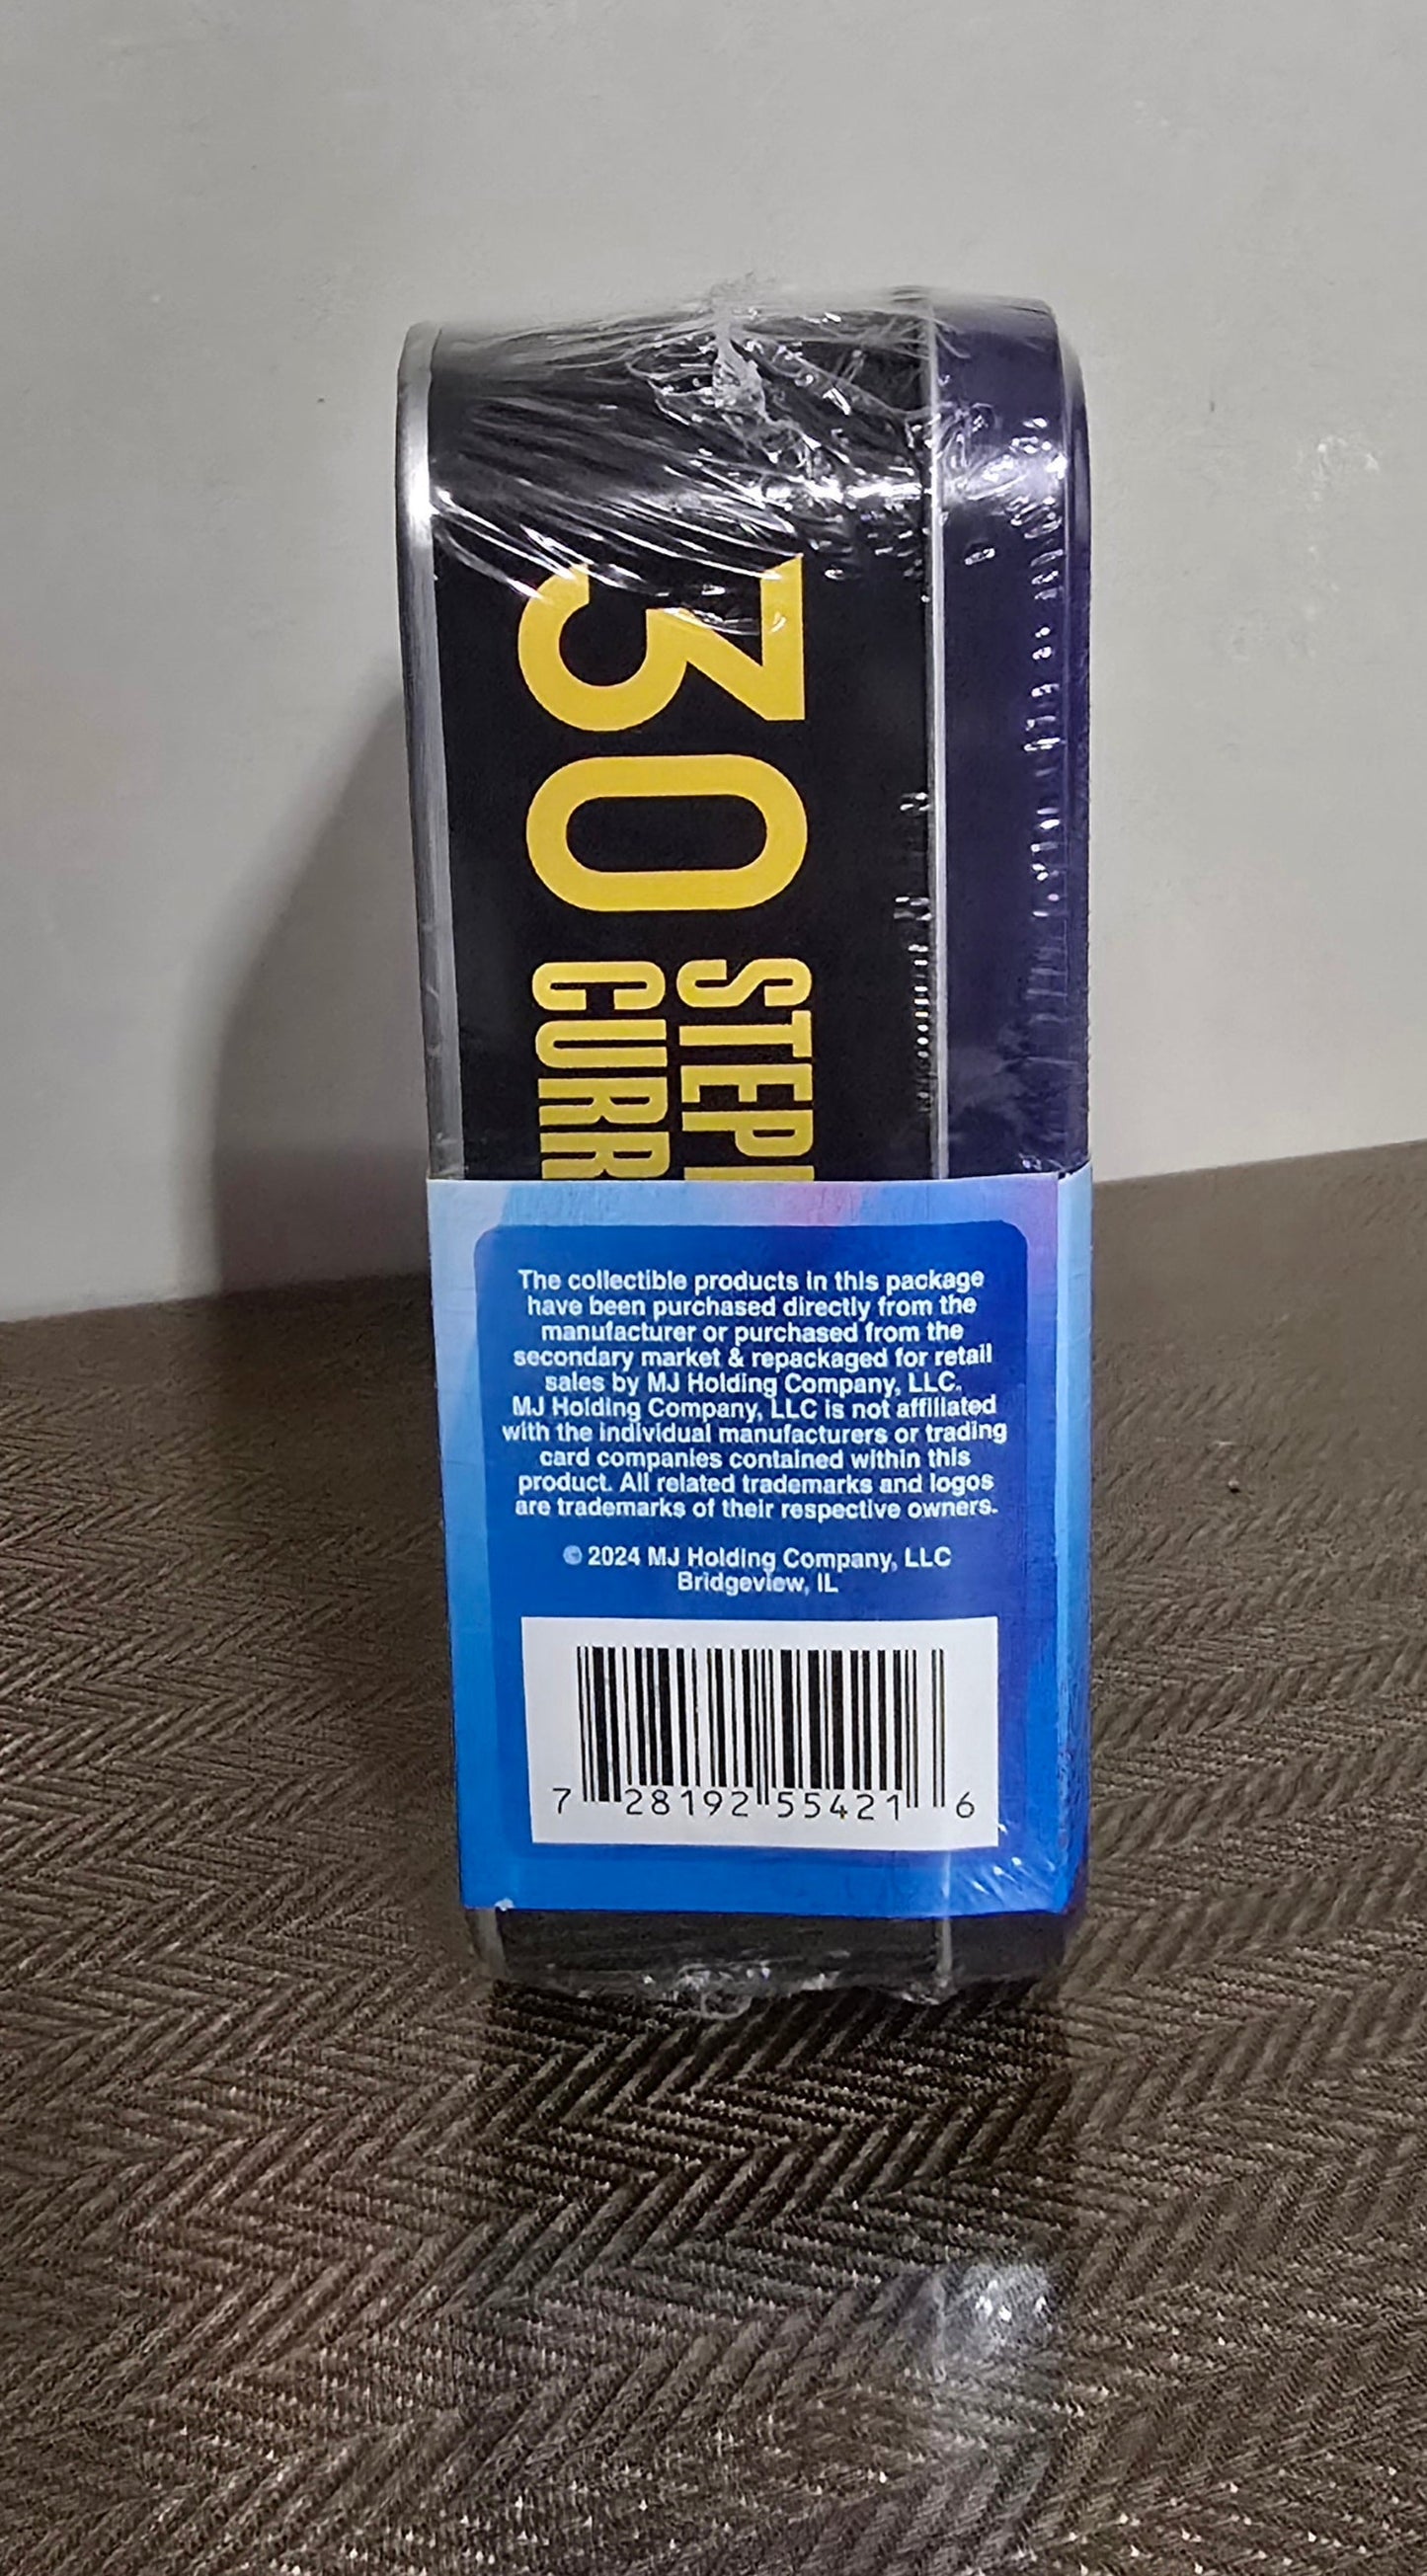 30
STEPH
CURR
The collectible products in this package
have been purchased directly from the
manufacturer or purchased from the
secondary market & repackaged for retail
sales by MJ Holding Company, LLC.
MJ Holding Company, LLC is not affiliated
with the individual manufacturers or trading
card companies contained within this
product. All related trademarks and logos
are trademarks of their respective owners.
© 2024 MJ Holding Company, LLC
Bridgeview, IL
7 28192 55421 6